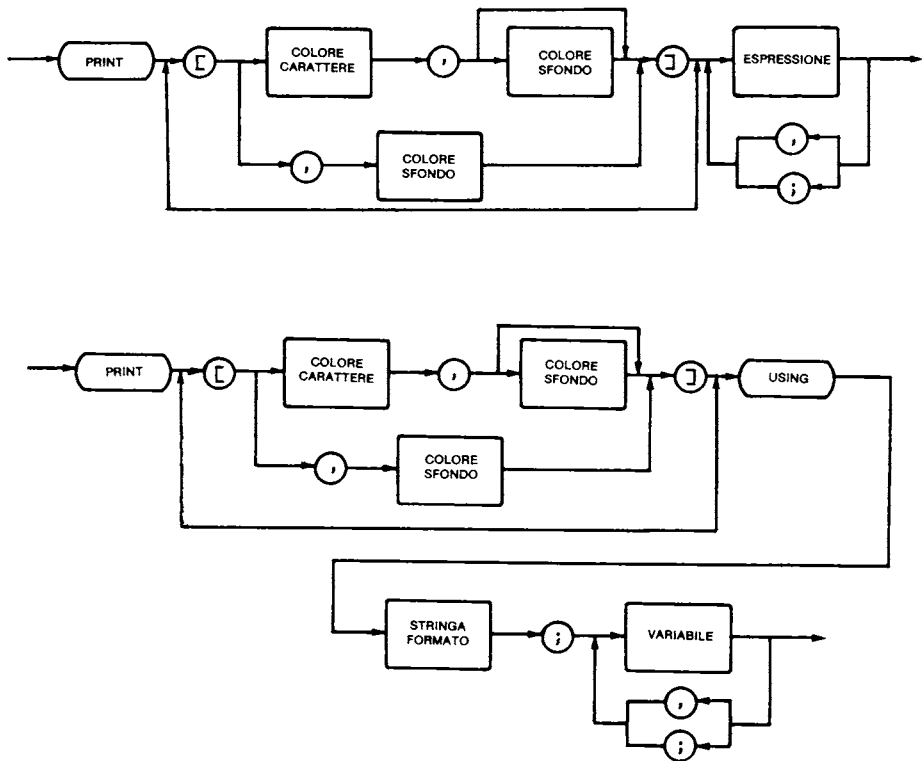 PRINT [ COLORE CARATTERE , COLORE SFONDO ] ESPRESSIONE
, COLORE SFONDO
,
;
PRINT [ COLORE CARATTERE , COLORE SFONDO ] USING
, COLORE SFONDO
STRINGA FORMATO ; VARIABILE
,
;